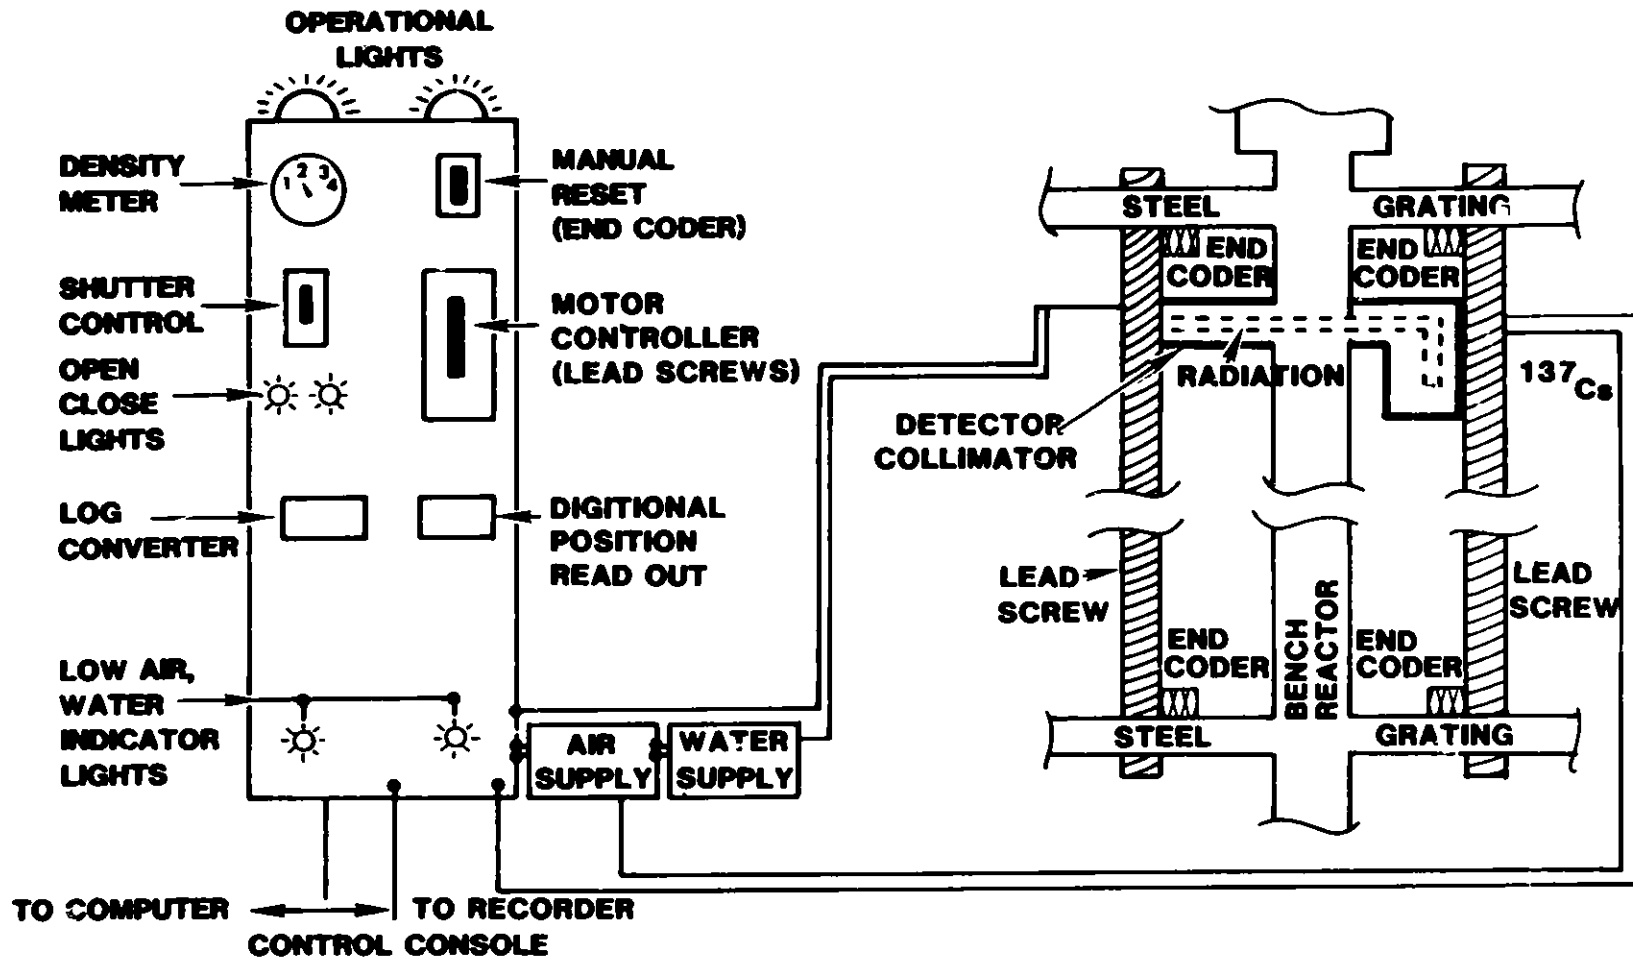 OPERATIONAL
LIGHTS
DENSITY
METER
1 2 3 4
MANUAL
RESET
(END CODER)
SHUTTER
CONTROL
MOTOR
CONTROLLER
(LEAD SCREWS)
OPEN
CLOSE
LIGHTS
LOG
CONVERTER
DIGITIONAL
POSITION
READ OUT
LOW AIR,
WATER
INDICATOR
LIGHTS
AIR
SUPPLY
WATER
SUPPLY
TO COMPUTER
TO RECORDER
CONTROL CONSOLE
STEEL
GRATING
END
CODER
END
CODER
RADIATION
137Cs
DETECTOR
COLLIMATOR
LEAD
SCREW
LEAD
SCREW
BENCH
REACTOR
END
CODER
END
CODER
STEEL
GRATING